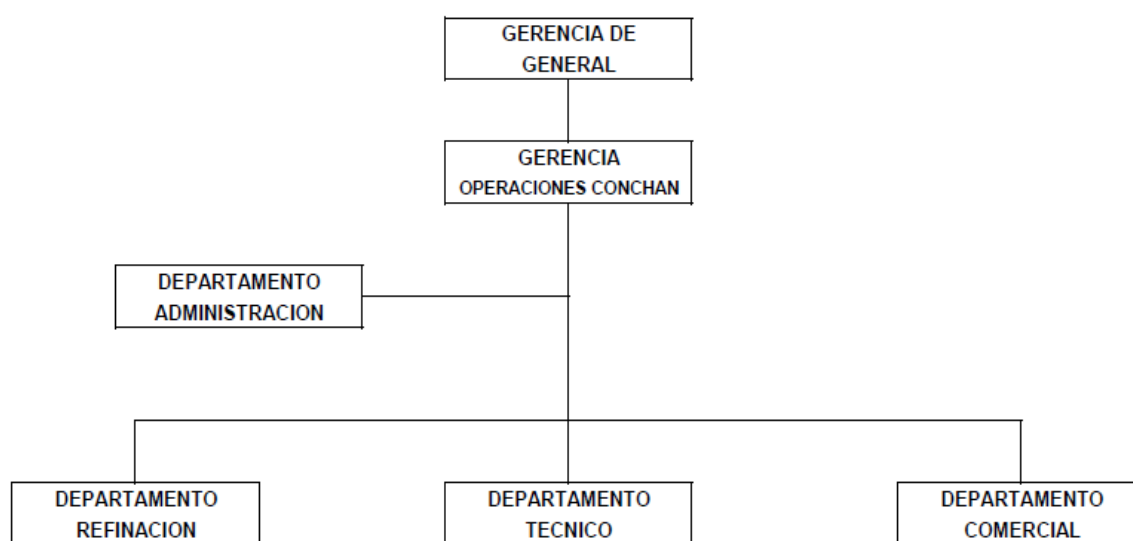 GERENCIA DE
GENERAL
GERENCIA
OPERACIONES CONCHAN
DEPARTAMENTO
ADMINISTRACION
DEPARTAMENTO
REFINACION
DEPARTAMENTO
TECNICO
DEPARTAMENTO
COMERCIAL